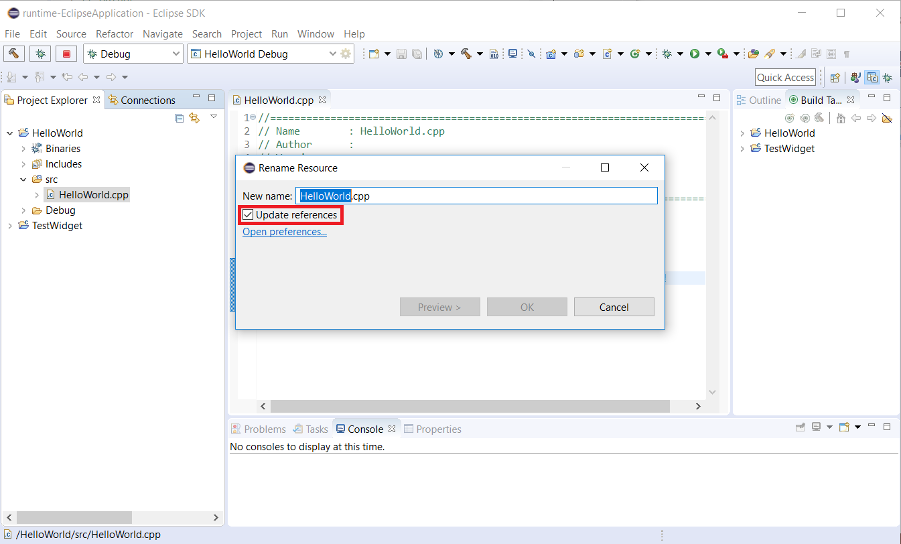 runtime-EclipseApplication - Eclipse SDK
File Edit Source Refactor Navigate Search Project Run Window Help
Debug HelloWorld Debug
Quick Access
Project Explorer Connections
HelloWorld
Binaries
Includes
src
HelloWorld.cpp
Debug
TestWidget
HelloWorld.cpp
1 //======================================================================
2 // Name : HelloWorld.cpp
3 // Author :
Rename Resource
New name: HelloWorld.cpp
Update references
Open preferences...
Preview > OK Cancel
Outline Build Ta...
HelloWorld
TestWidget
Problems Tasks Console Properties
No consoles to display at this time.
/HelloWorld/src/HelloWorld.cpp